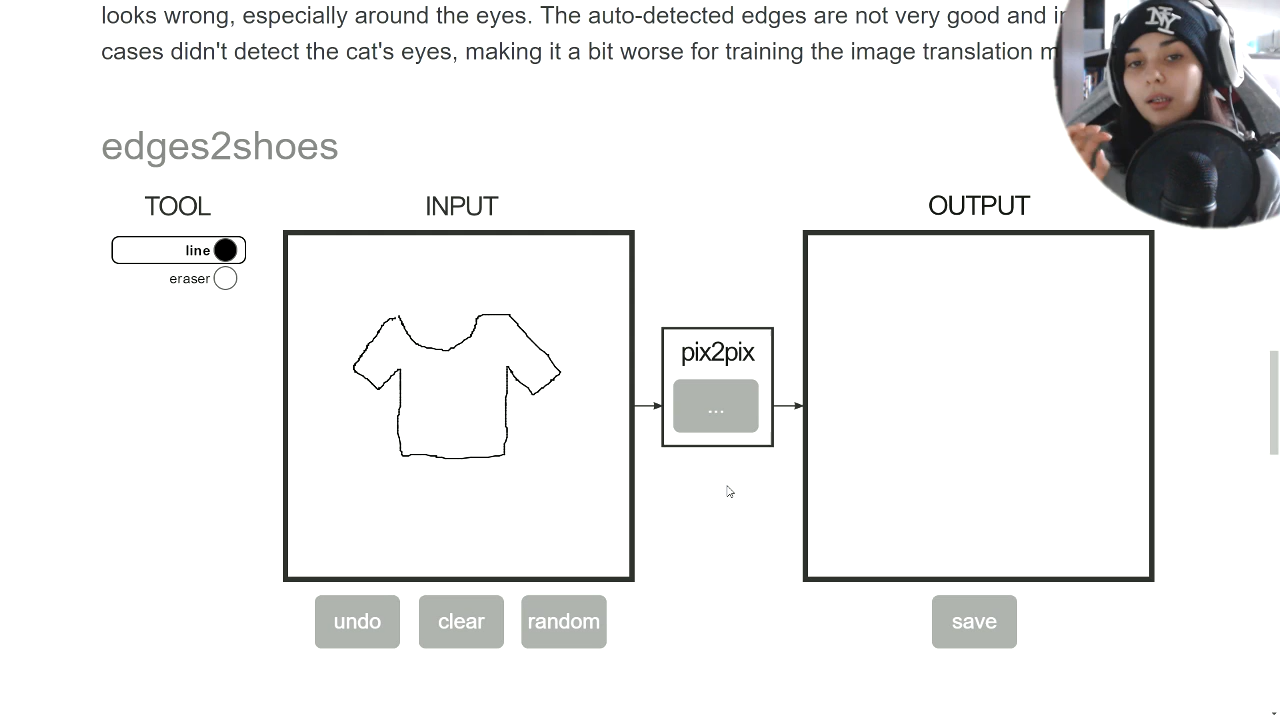 looks wrong, especially around the eyes. The auto-detected edges are not very good and
cases didn't detect the cat's eyes, making it a bit worse for training the image translation
NY
edges2shoes
TOOL
INPUT
OUTPUT
line
eraser
pix2pix
...
undo
clear
random
save